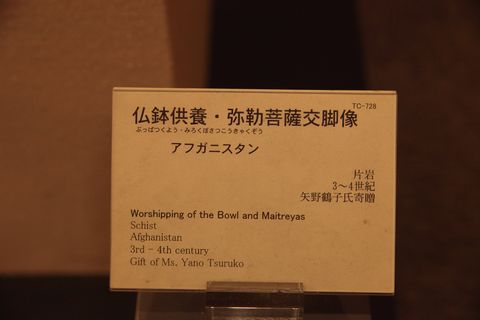 TC-728
仏鉢供養・弥勒菩薩交脚像
ぶっぱつくよう・みろくぼさつこうきゃくぞう
アフガニスタン
片岩
3～4世紀
矢野鶴子氏寄贈
Worshipping of the Bowl and Maitreyas
Schist
Afghanistan
3rd - 4th century
Gift of Ms. Yano Tsuruko